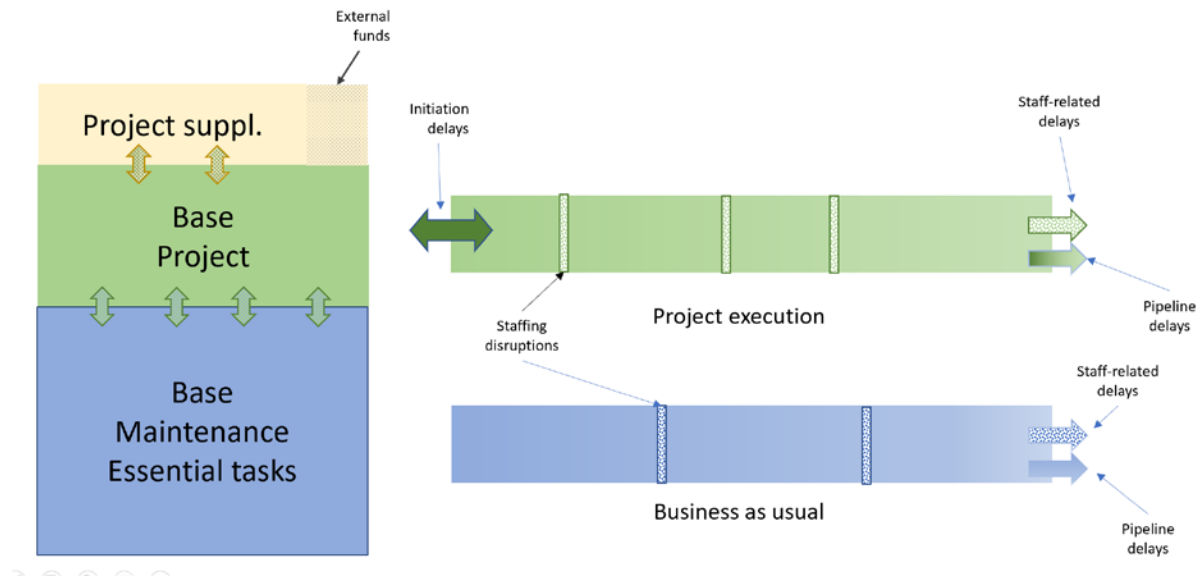 External
funds
Project suppl.
Base
Project
Base
Maintenance
Essential tasks
Initiation
delays
Staff-related
delays
Pipeline
delays
Project execution
Staffing
disruptions
Staff-related
delays
Pipeline
delays
Business as usual